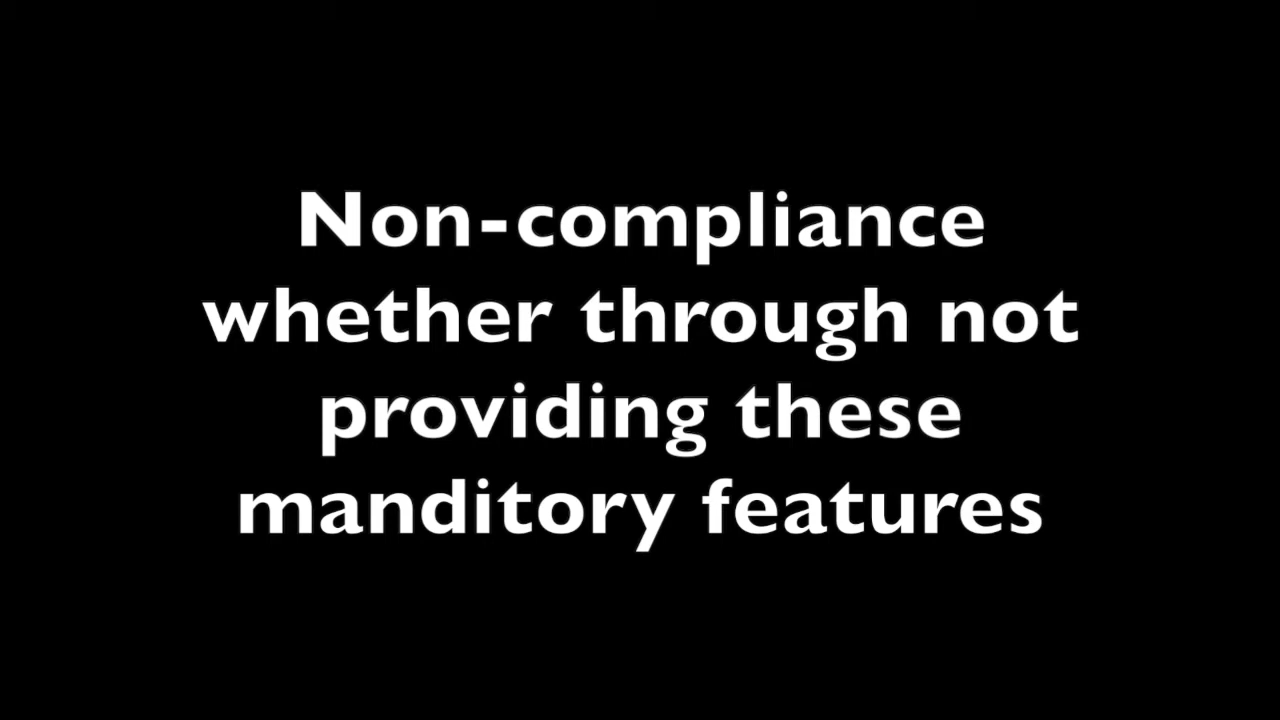 Non-compliance
whether through not
providing these
manditory features